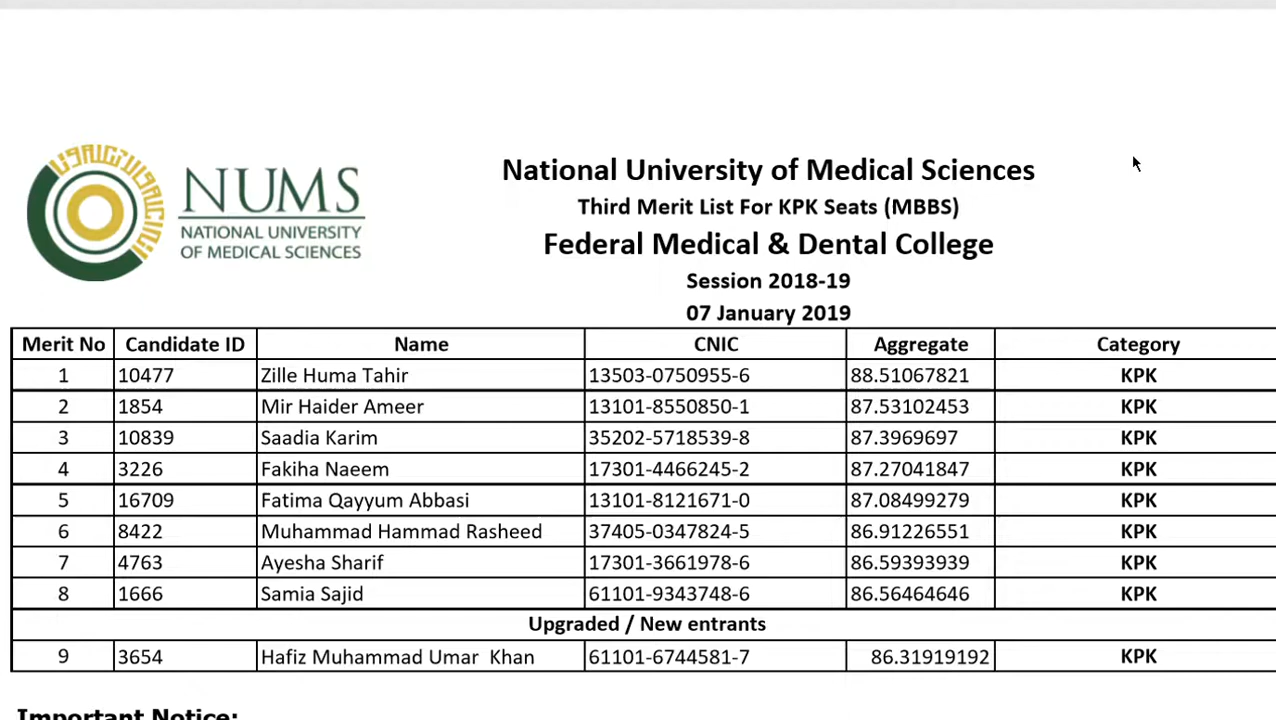 NUMS
NATIONAL UNIVERSITY
OF MEDICAL SCIENCES
National University of Medical Sciences
Third Merit List For KPK Seats (MBBS)
Federal Medical & Dental College
Session 2018-19
07 January 2019
Merit No Candidate ID Name CNIC Aggregate Category
1 10477 Zille Huma Tahir 13503-0750955-6 88.51067821 KPK
2 1854 Mir Haider Ameer 13101-8550850-1 87.53102453 KPK
3 10839 Saadia Karim 35202-5718539-8 87.3969697 KPK
4 3226 Fakiha Naeem 17301-4466245-2 87.27041847 KPK
5 16709 Fatima Qayyum Abbasi 13101-8121671-0 87.08499279 KPK
6 8422 Muhammad Hammad Rasheed 37405-0347824-5 86.91226551 KPK
7 4763 Ayesha Sharif 17301-3661978-6 86.59393939 KPK
8 1666 Samia Sajid 61101-9343748-6 86.56464646 KPK
Upgraded / New entrants
9 3654 Hafiz Muhammad Umar Khan 61101-6744581-7 86.31919192 KPK
Important Notice: